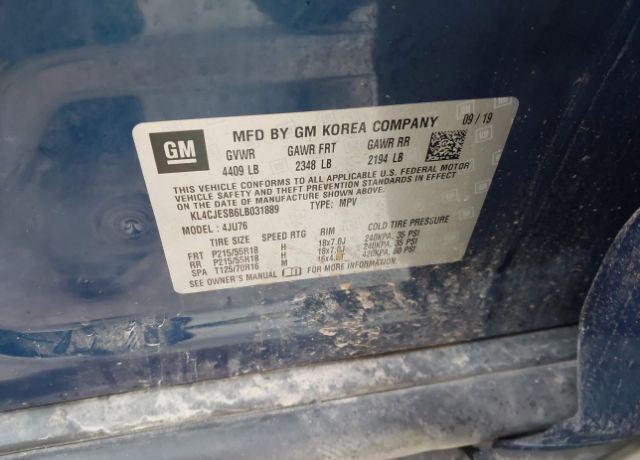 GM
MFD BY GM KOREA COMPANY 09/19
GVWR GAWR FRT GAWR RR
4409 LB 2348 LB 2194 LB
THIS VEHICLE CONFORMS TO ALL APPLICABLE U.S. FEDERAL MOTOR
VEHICLE SAFETY AND THEFT PREVENTION STANDARDS IN EFFECT
ON THE DATE OF MANUFACTURE SHOWN ABOVE.
KL4CJESB6LB031889 TYPE: MPV
MODEL: 4JU76
TIRE SIZE SPEED RTG RIM COLD TIRE PRESSURE
FRT P215/55R18 H 18x7.0J 240KPA, 35 PSI
RR P215/55R18 H 18x7.0J 240KPA, 35 PSI
SPA T125/70R16 M 16x4. 420KPA, 60 PSI
SEE OWNER'S MANUAL FOR MORE INFORMATION